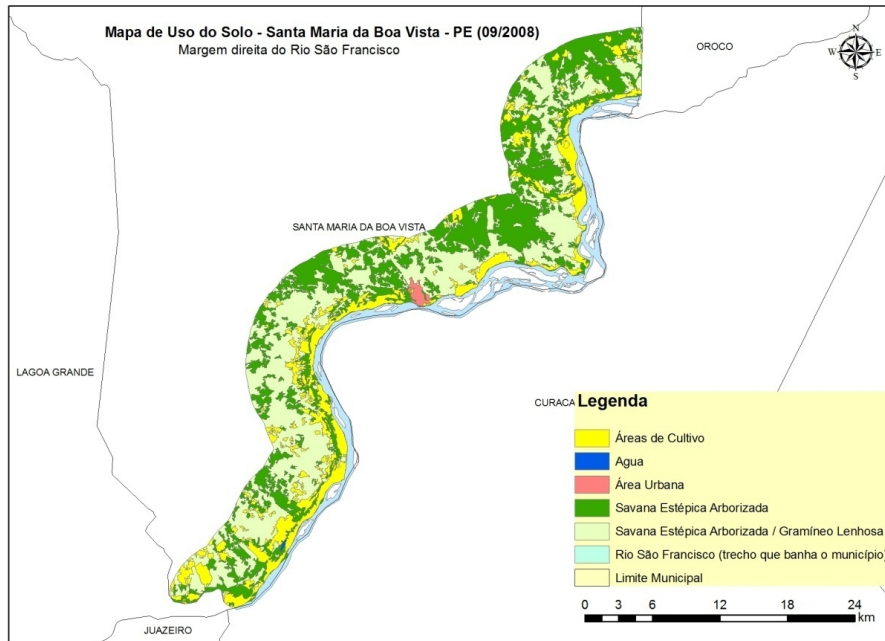 Mapa de Uso do Solo - Santa Maria da Boa Vista - PE (09/2008)
Margem direita do Rio São Francisco
OROCO
N
W E
S
SANTA MARIA DA BOA VISTA
LAGOA GRANDE
CURACA
Legenda
Áreas de Cultivo
Agua
Área Urbana
Savana Estépica Arborizada
Savana Estépica Arborizada / Gramíneo Lenhosa
Rio São Francisco (trecho que banha o município)
Limite Municipal
0 3 6 12 18 24
km
JUAZEIRO